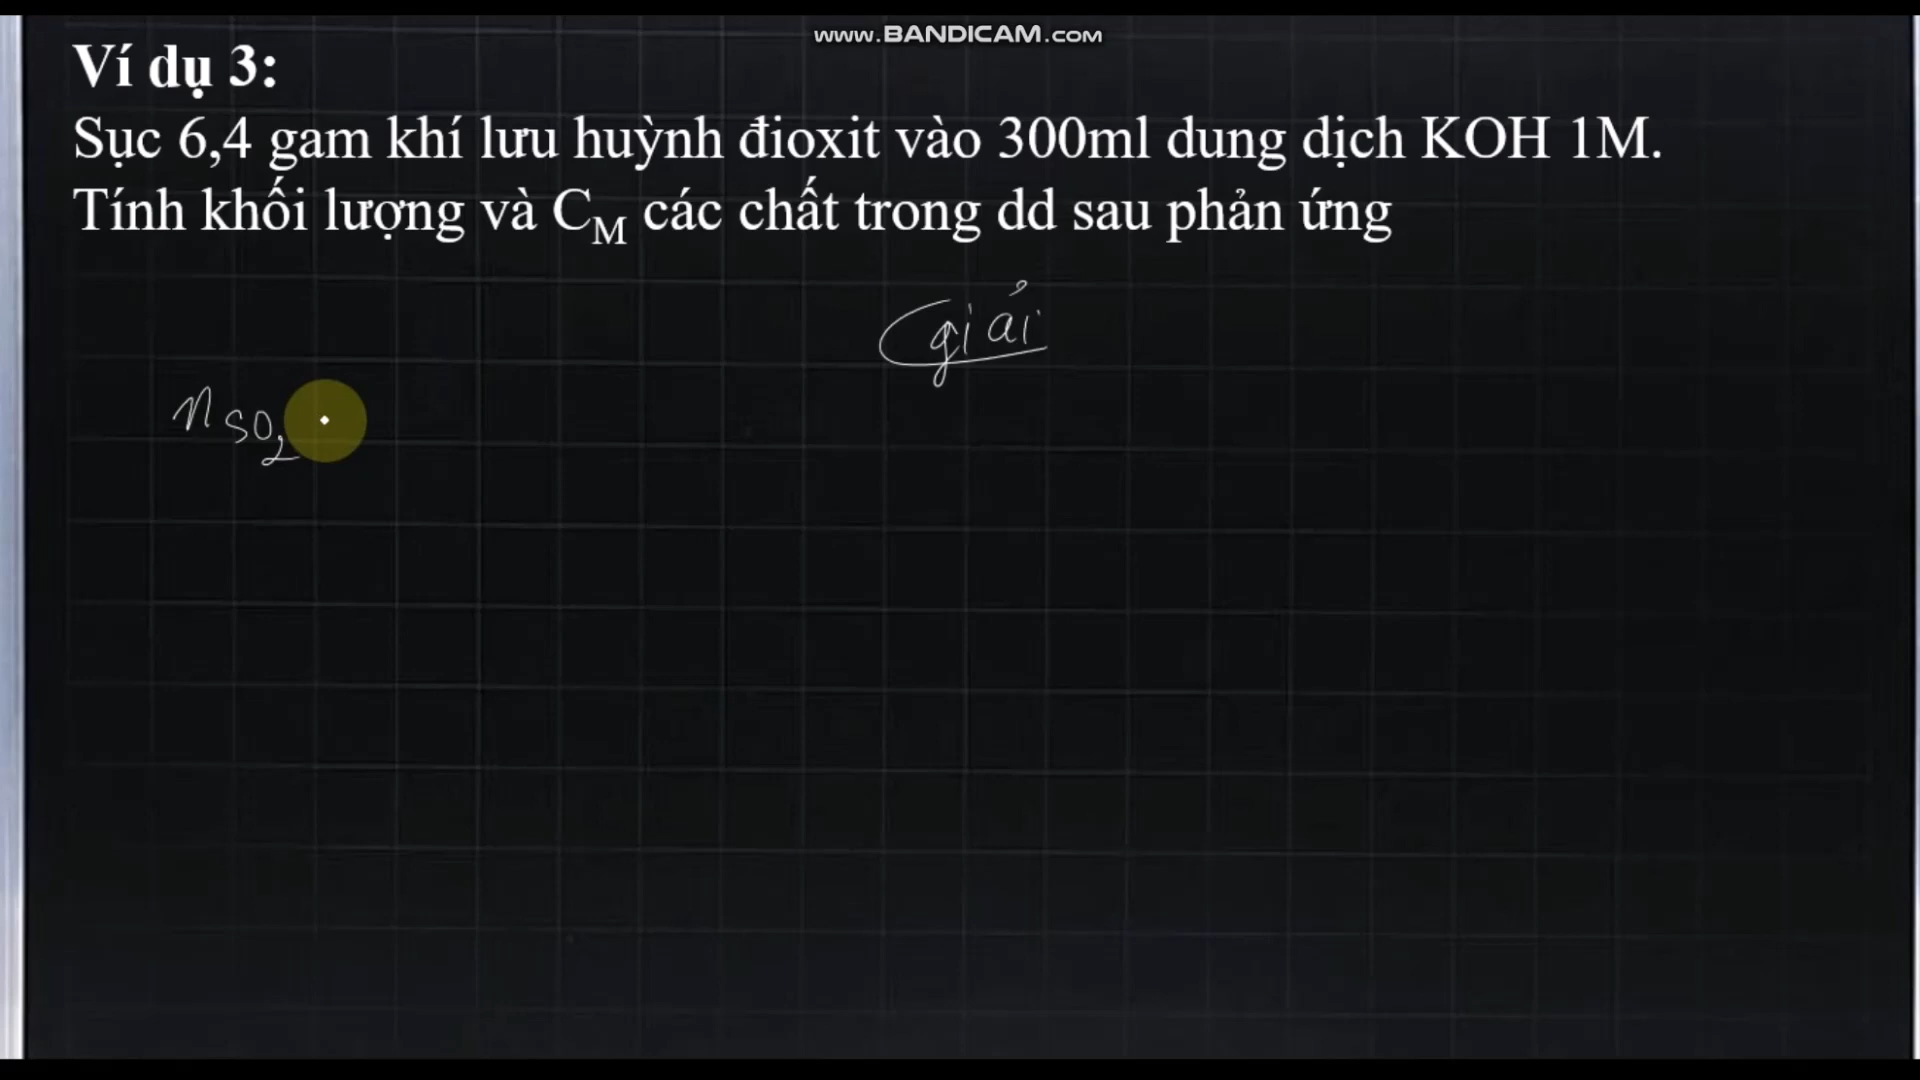 www.BANDICAM.com
Ví dụ 3:
Sục 6,4 gam khí lưu huỳnh đioxit vào 300ml dung dịch KOH 1M.
Tính khối lượng và CM các chất trong dd sau phản ứng
giải
nSO2